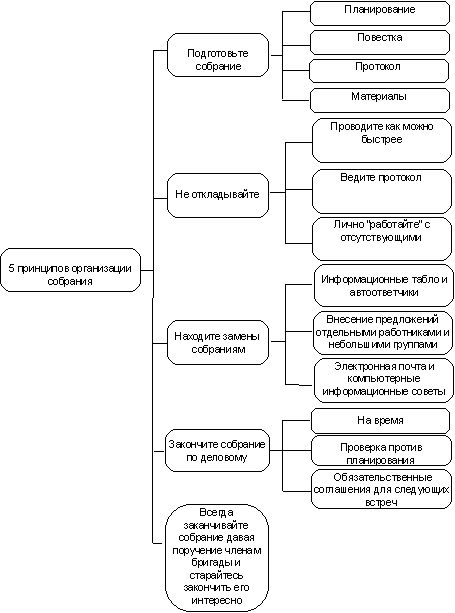 5 принципов организации
собрания
Подготовьте
собрание
Планирование
Повестка
Протокол
Материалы
Не откладывайте
Проводите как можно
быстрее
Ведите протокол
Лично "работайте" с
отсутствующими
Находите замены
собраниям
Информационные табло и
автоответчики
Внесение предложений
отдельными работниками и
небольшими группами
Электронная почта и
компьютерные
информационные советы
Закончите собрание
по деловому
На время
Проверка против
планирования
Обязательственные
соглашения для следующих
встреч
Всегда
заканчивайте
собрание давая
поручение членам
бригады и
старайтесь
закончить его
интересно